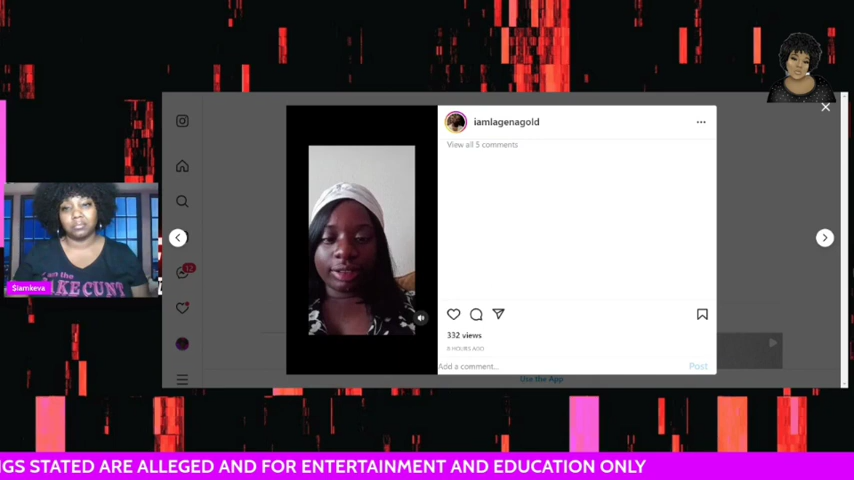 iamlagenagold
View all 5 comments
12
I am the
Siamkeva
332 views
6 HOURS AGO
Add a comment...
Post
Use the App
NGS STATED ARE ALLEGED AND FOR ENTERTAINMENT AND EDUCATION ONLY